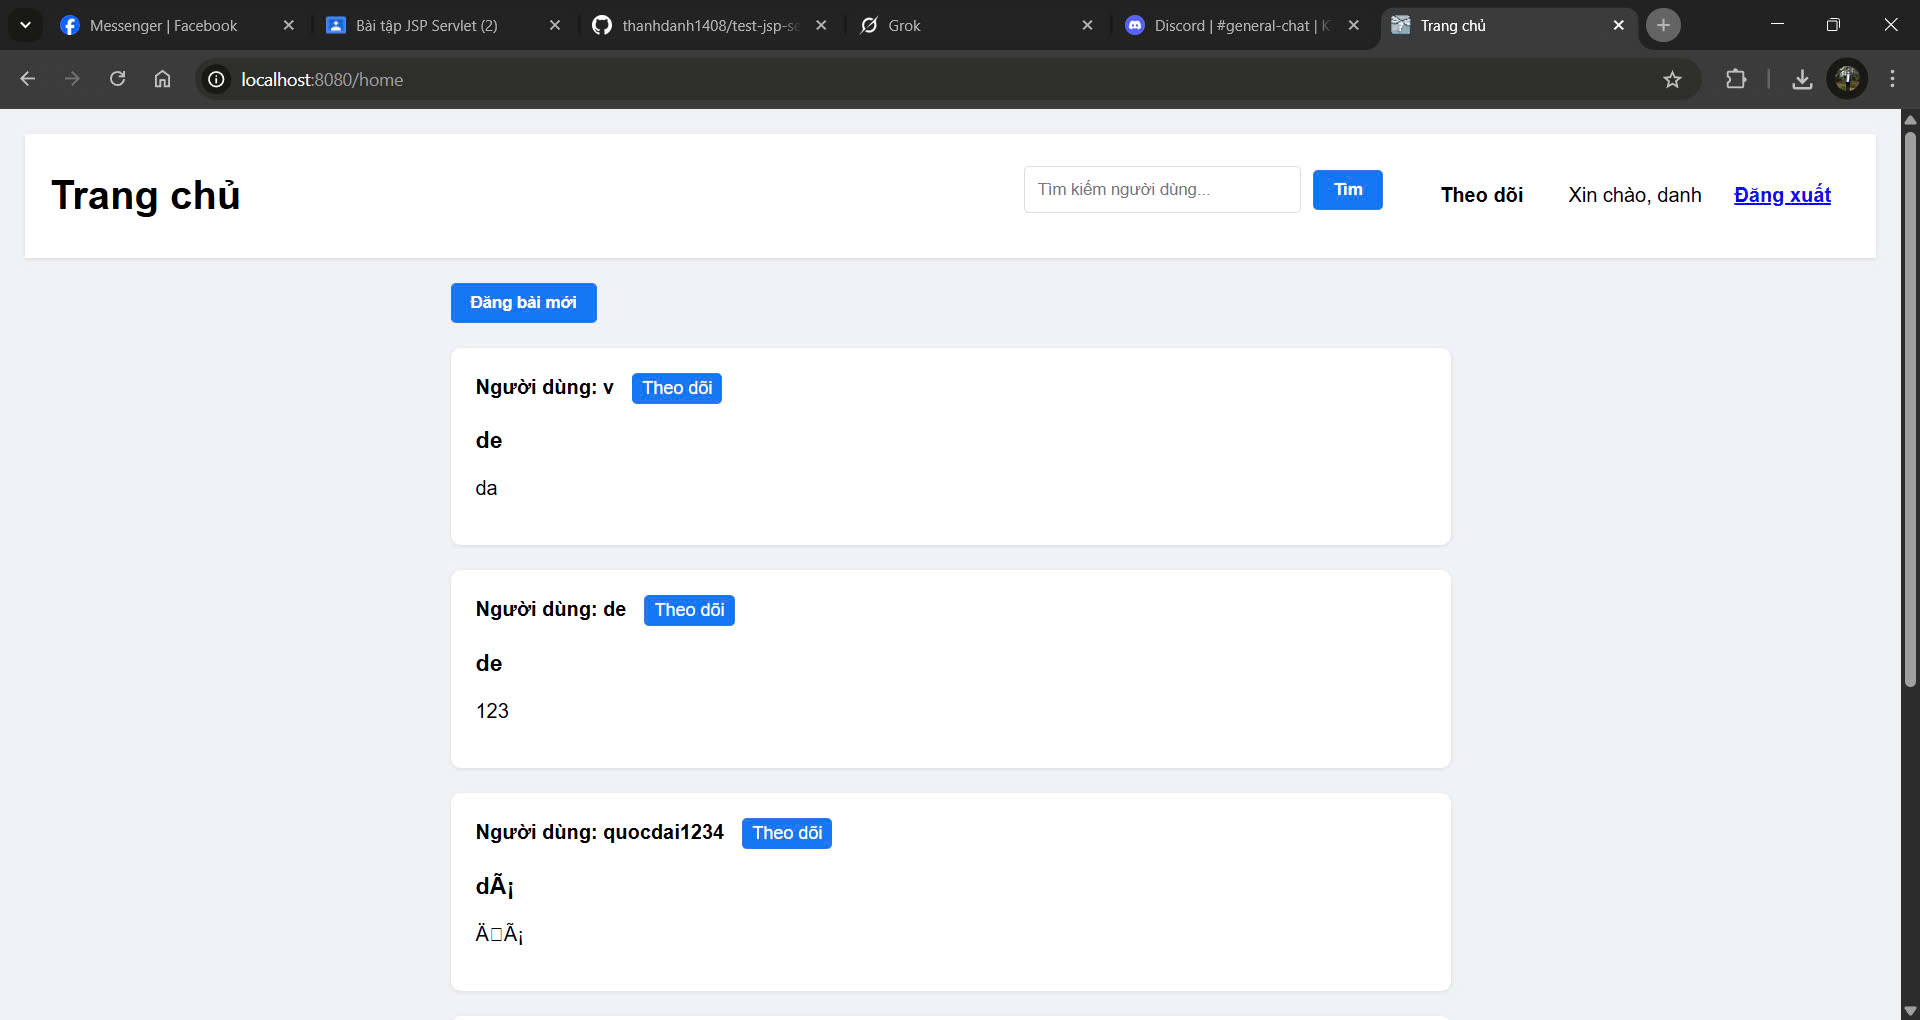 Messenger | Facebook
Bài tập JSP Servlet (2)
thanhdanh1408/test-jsp-se
Grok
Discord | #general-chat | K
Trang chủ
localhost:8080/home
Trang chủ
Tìm kiếm người dùng...
Tìm
Theo dõi
Xin chào, danh
Đăng xuất
Đăng bài mới
Người dùng: v
Theo dõi
de
da
Người dùng: de
Theo dõi
de
123
Người dùng: quocdai1234
Theo dõi
dÃ¡
Ä□Ã¡